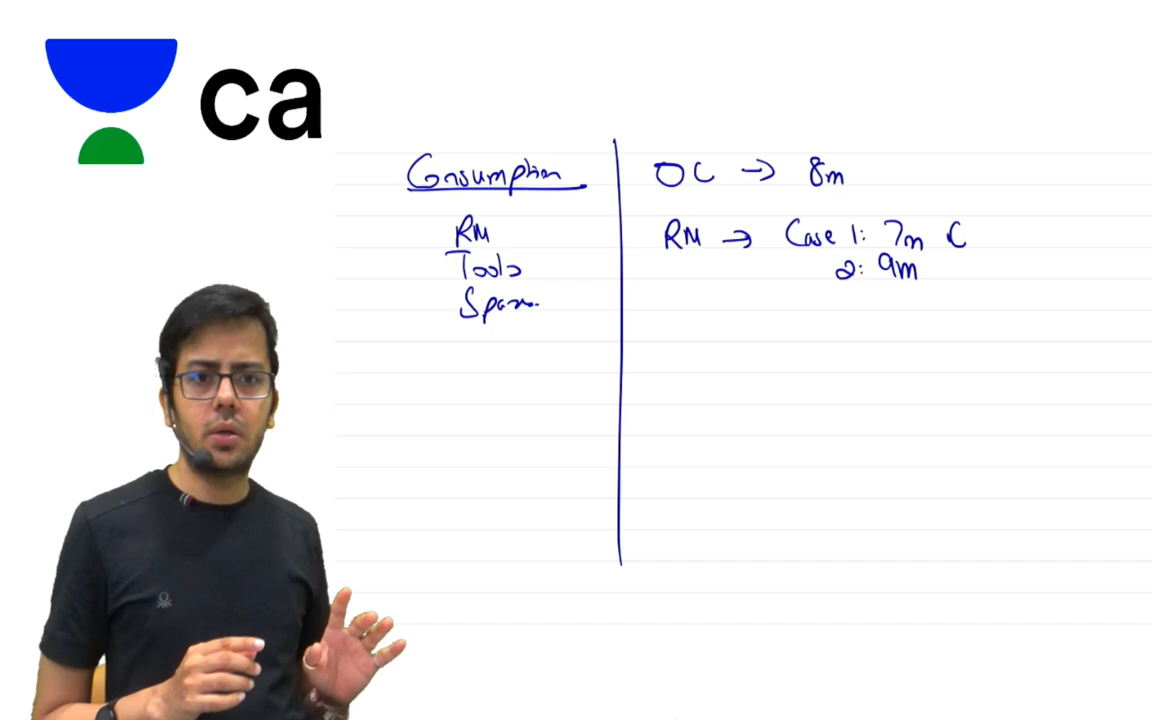 ca
Consumption
RM
Tools
OC → 8m
RM → Case 1: 7m C
2: 9m